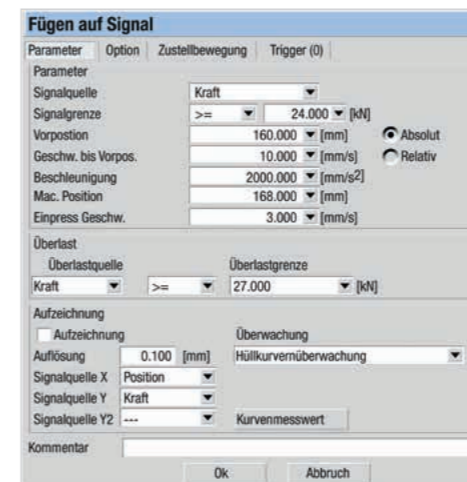 Fügen auf Signal
Parameter Option Zustellbewegung Trigger (0)
Parameter
Signalquelle Kraft
Signalgrenze >= 24.000 [kN]
Vorpostion 160.000 [mm] Absolut
Geschw. bis Vorpos. 10.000 [mm/s] Relativ
Beschleunigung 2000.000 [mm/s2]
Mac. Position 168.000 [mm]
Einpress Geschw. 3.000 [mm/s]
Überlast
Überlastquelle Überlastgrenze
Kraft >= 27.000 [kN]
Aufzeichnung
Aufzeichnung Überwachung
Auflösung 0.100 [mm] Hüllkurvenüberwachung
Signalquelle X Position
Signalquelle Y Kraft
Signalquelle Y2 --- Kurvenmesswert
Kommentar
Ok Abbruch